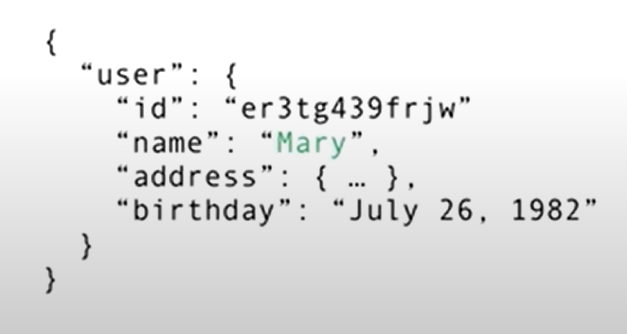 {
“user”: {
“id”: “er3tg439frjw”
“name”: “Mary”,
“address”: { … },
“birthday”: “July 26, 1982”
}
}